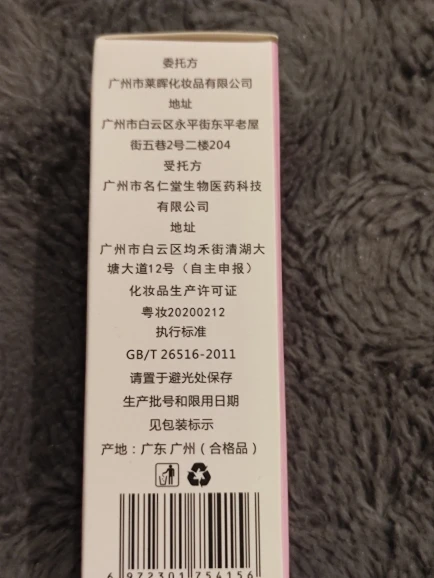 委托方
广州市莱晖化妆品有限公司
地址
广州市白云区永平街东平老屋
街五巷2号二楼204
受托方
广州市名仁堂生物医药科技
有限公司
地址
广州市白云区均禾街清湖大
塘大道12号（自主申报）
化妆品生产许可证
粤妆20200212
执行标准
GB/T 26516-2011
请置于避光处保存
生产批号和限用日期
见包装标示
产地：广东 广州（合格品）
6 972301 754156